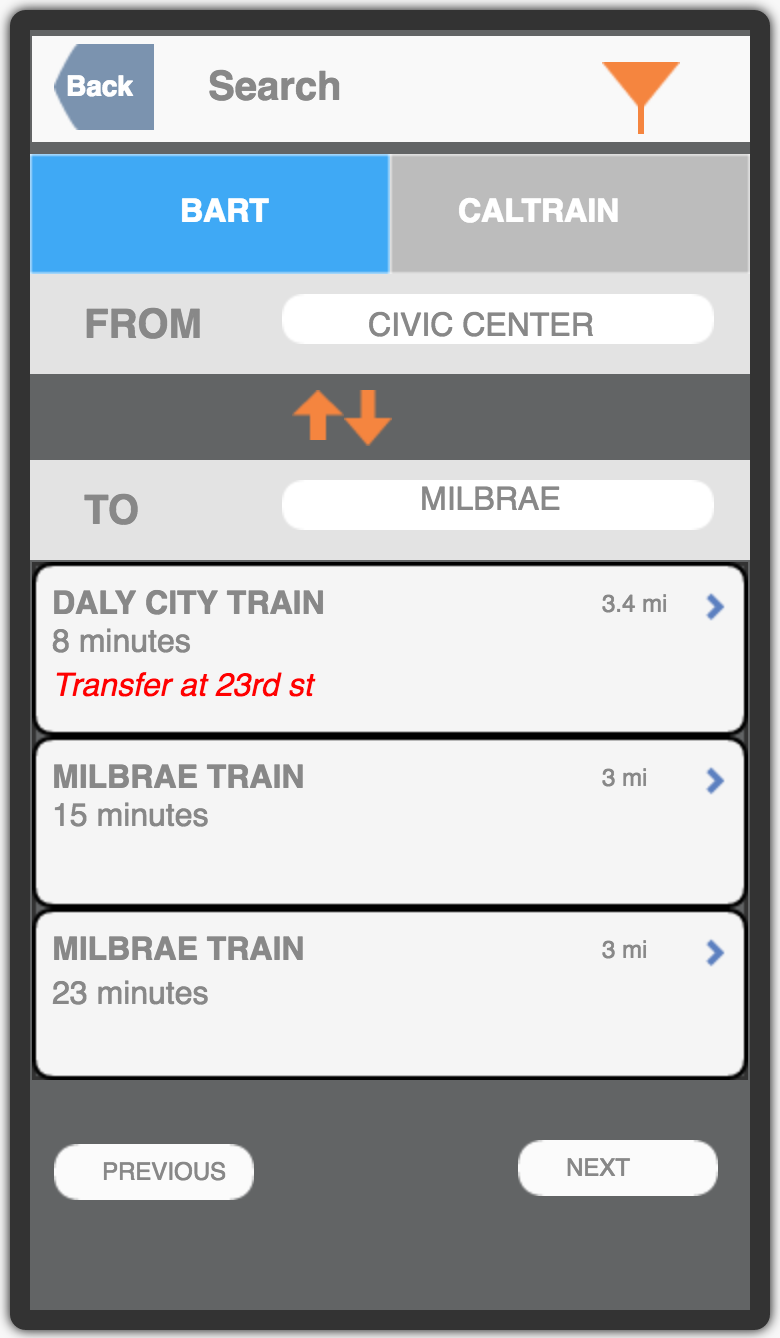 Back
Search
BART
CALTRAIN
FROM
CIVIC CENTER
TO
MILBRAE
DALY CITY TRAIN
3.4 mi
8 minutes
Transfer at 23rd st
MILBRAE TRAIN
3 mi
15 minutes
MILBRAE TRAIN
3 mi
23 minutes
PREVIOUS
NEXT